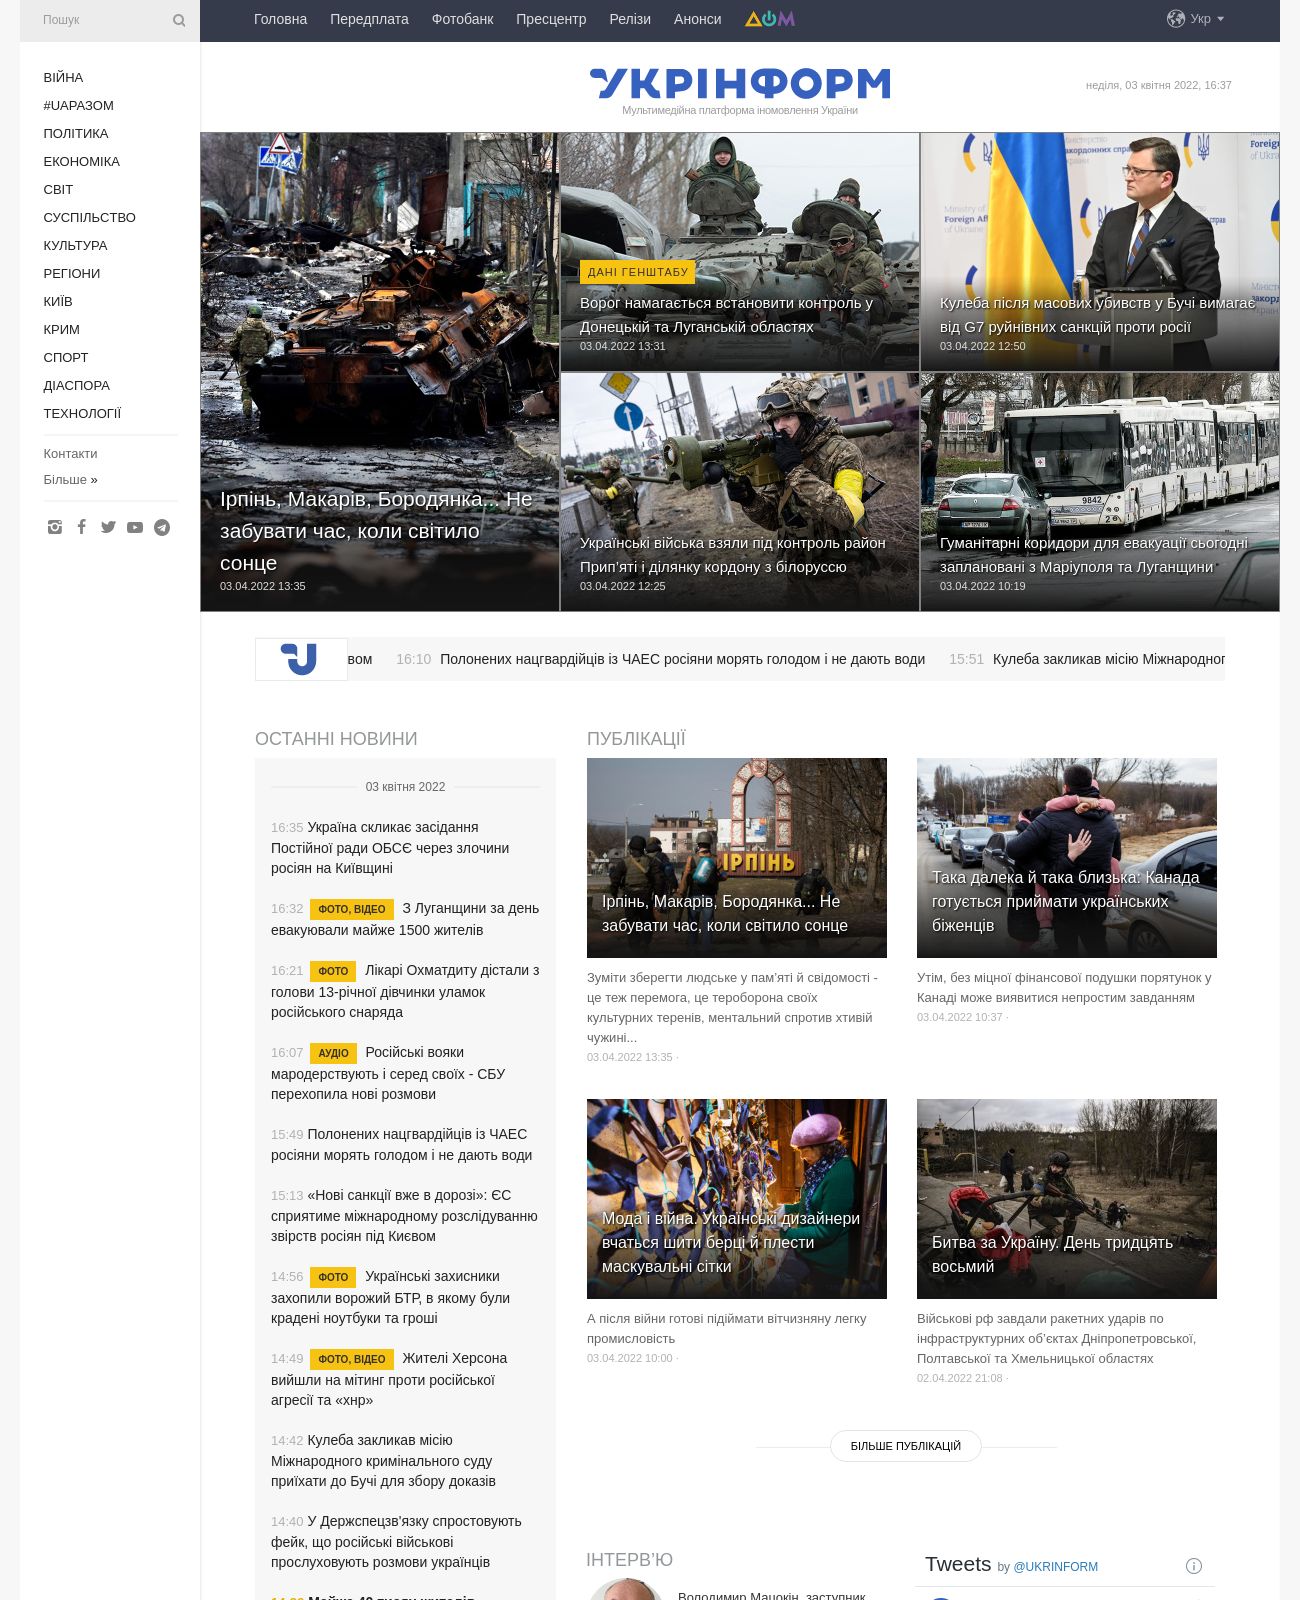 Пошук
Головна Передплата Фотобанк Пресцентр Релізи Анонси ДОМ
Укр
ВІЙНА
#UАРАЗОМ
ПОЛІТИКА
ЕКОНОМІКА
СВІТ
СУСПІЛЬСТВО
КУЛЬТУРА
РЕГІОНИ
КИЇВ
КРИМ
СПОРТ
ДІАСПОРА
ТЕХНОЛОГІЇ
Контакти
Більше »
УКРІНФОРМ
Мультимедійна платформа іномовлення України
неділя, 03 квітня 2022, 16:37
Ірпінь, Макарів, Бородянка... Не
забувати час, коли світило
сонце
03.04.2022 13:35
ДАНІ ГЕНШТАБУ
Ворог намагається встановити контроль у
Донецькій та Луганській областях
03.04.2022 13:31
Кулеба після масових убивств у Бучі вимагає
від G7 руйнівних санкцій проти росії
03.04.2022 12:50
Українські війська взяли під контроль район
Прип’яті і ділянку кордону з білоруссю
03.04.2022 12:25
9842
Гуманітарні коридори для евакуації сьогодні
заплановані з Маріуполя та Луганщини
03.04.2022 10:19
вом 16:10 Полонених нацгвардійців із ЧАЕС росіяни морять голодом і не дають води 15:51 Кулеба закликав місію Міжнародног
ОСТАННІ НОВИНИ
03 квітня 2022
16:35 Україна скликає засідання
Постійної ради ОБСЄ через злочини
росіян на Київщині
16:32 ФОТО, ВІДЕО З Луганщини за день
евакуювали майже 1500 жителів
16:21 ФОТО Лікарі Охматдиту дістали з
голови 13-річної дівчинки уламок
російського снаряда
16:07 АУДІО Російські вояки
мародерствують і серед своїх - СБУ
перехопила нові розмови
15:49 Полонених нацгвардійців із ЧАЕС
росіяни морять голодом і не дають води
15:13 «Нові санкції вже в дорозі»: ЄС
сприятиме міжнародному розслідуванню
звірств росіян під Києвом
14:56 ФОТО Українські захисники
захопили ворожий БТР, в якому були
крадені ноутбуки та гроші
14:49 ФОТО, ВІДЕО Жителі Херсона
вийшли на мітинг проти російської
агресії та «хнр»
14:42 Кулеба закликав місію
Міжнародного кримінального суду
приїхати до Бучі для збору доказів
14:40 У Держспецзв'язку спростовують
фейк, що російські військові
прослуховують розмови українців
ПУБЛІКАЦІЇ
ІРПІНЬ
Ірпінь, Макарів, Бородянка... Не
забувати час, коли світило сонце
Зуміти зберегти людське у пам’яті й свідомості -
це теж перемога, це тероборона своїх
культурних теренів, ментальний спротив хтивій
чужині...
03.04.2022 13:35 ·
Така далека й така близька: Канада
готується приймати українських
біженців
Утім, без міцної фінансової подушки порятунок у
Канаді може виявитися непростим завданням
03.04.2022 10:37 ·
Мода і війна. Українські дизайнери
вчаться шити берці й плести
маскувальні сітки
А після війни готові підіймати вітчизняну легку
промисловість
03.04.2022 10:00 ·
Битва за Україну. День тридцять
восьмий
Військові рф завдали ракетних ударів по
інфраструктурних об’єктах Дніпропетровської,
Полтавської та Хмельницької областях
02.04.2022 21:08 ·
БІЛЬШЕ ПУБЛІКАЦІЙ
ІНТЕРВ’Ю
Володимир Мацокін, заступник
Tweets by @UKRINFORM